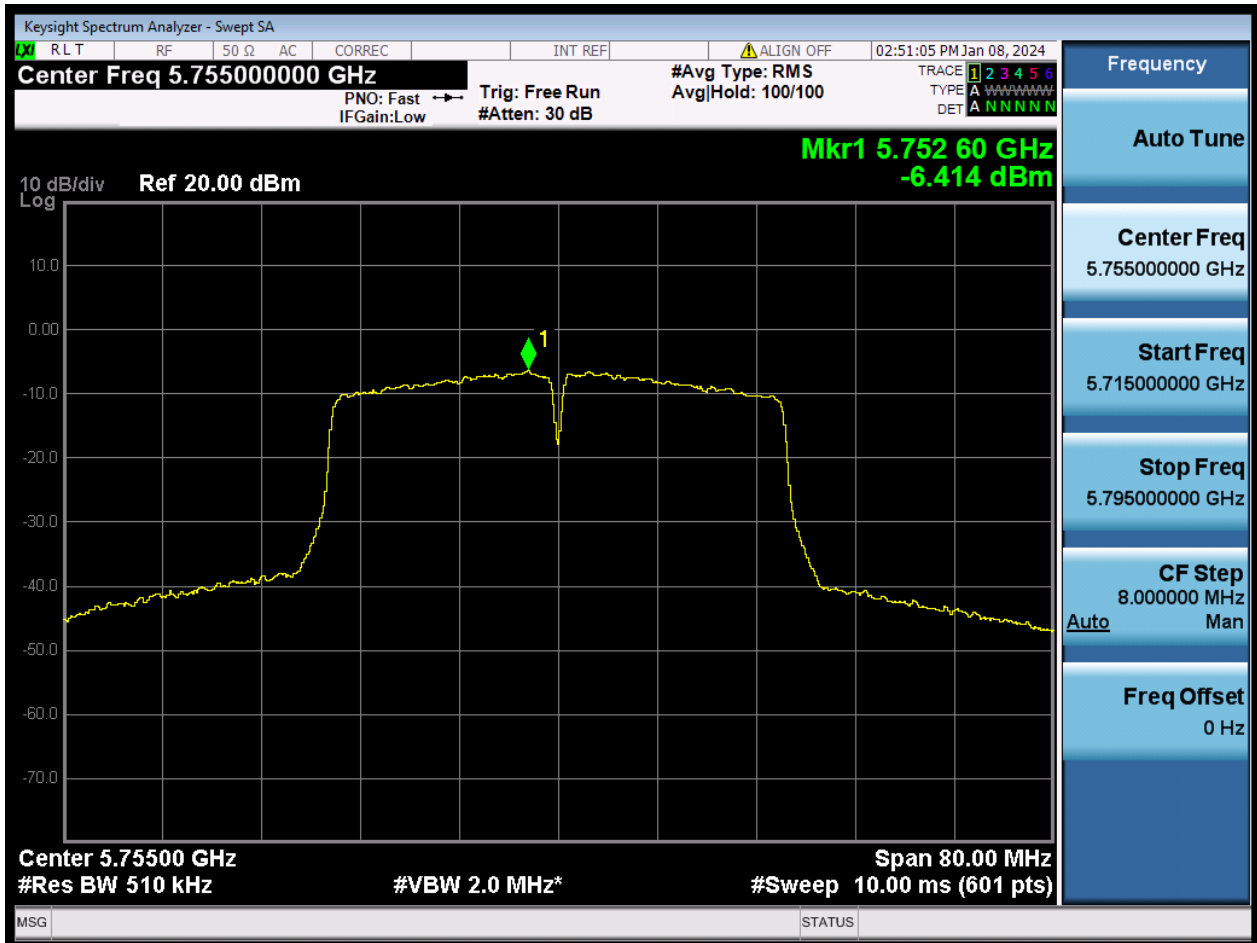 Keysight Spectrum Analyzer - Swept SA
LXI RLT RF 50 Ω AC CORREC INT REF ALIGN OFF 02:51:05 PM Jan 08, 2024
Center Freq 5.755000000 GHz
PNO: Fast
IFGain:Low
Trig: Free Run
#Atten: 30 dB
#Avg Type: RMS
Avg|Hold: 100/100
TRACE 1 2 3 4 5 6
TYPE A WWWWW
DET A N N N N N
Mkr1 5.752 60 GHz
-6.414 dBm
10 dB/div Ref 20.00 dBm
Log
1
10.0
0.00
-10.0
-20.0
-30.0
-40.0
-50.0
-60.0
-70.0
Center 5.75500 GHz Span 80.00 MHz
#Res BW 510 kHz #VBW 2.0 MHz* #Sweep 10.00 ms (601 pts)
MSG STATUS
Frequency
Auto Tune
Center Freq
5.755000000 GHz
Start Freq
5.715000000 GHz
Stop Freq
5.795000000 GHz
CF Step
8.000000 MHz
Auto Man
Freq Offset
0 Hz